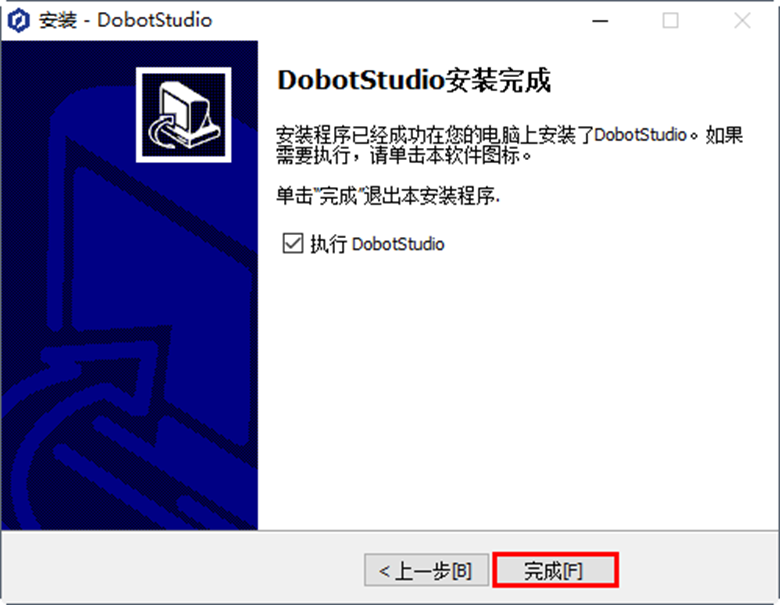 安装 - DobotStudio
DobotStudio安装完成
安装程序已经成功在您的电脑上安装了DobotStudio。如果
需要执行，请单击本软件图标。
单击"完成"退出本安装程序.
执行 DobotStudio
< 上一步[B]
完成[F]